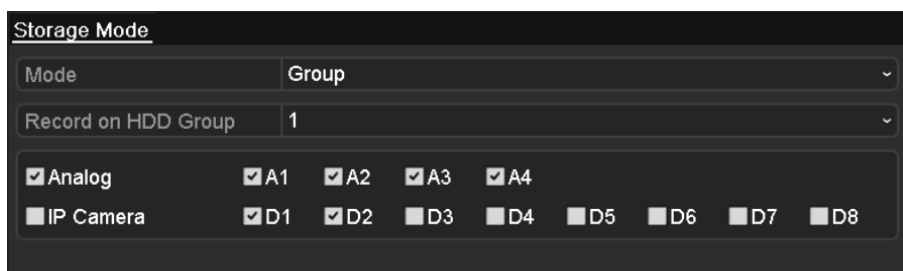 Storage Mode
Mode Group
Record on HDD Group 1
Analog A1 A2 A3 A4
IP Camera D1 D2 D3 D4 D5 D6 D7 D8